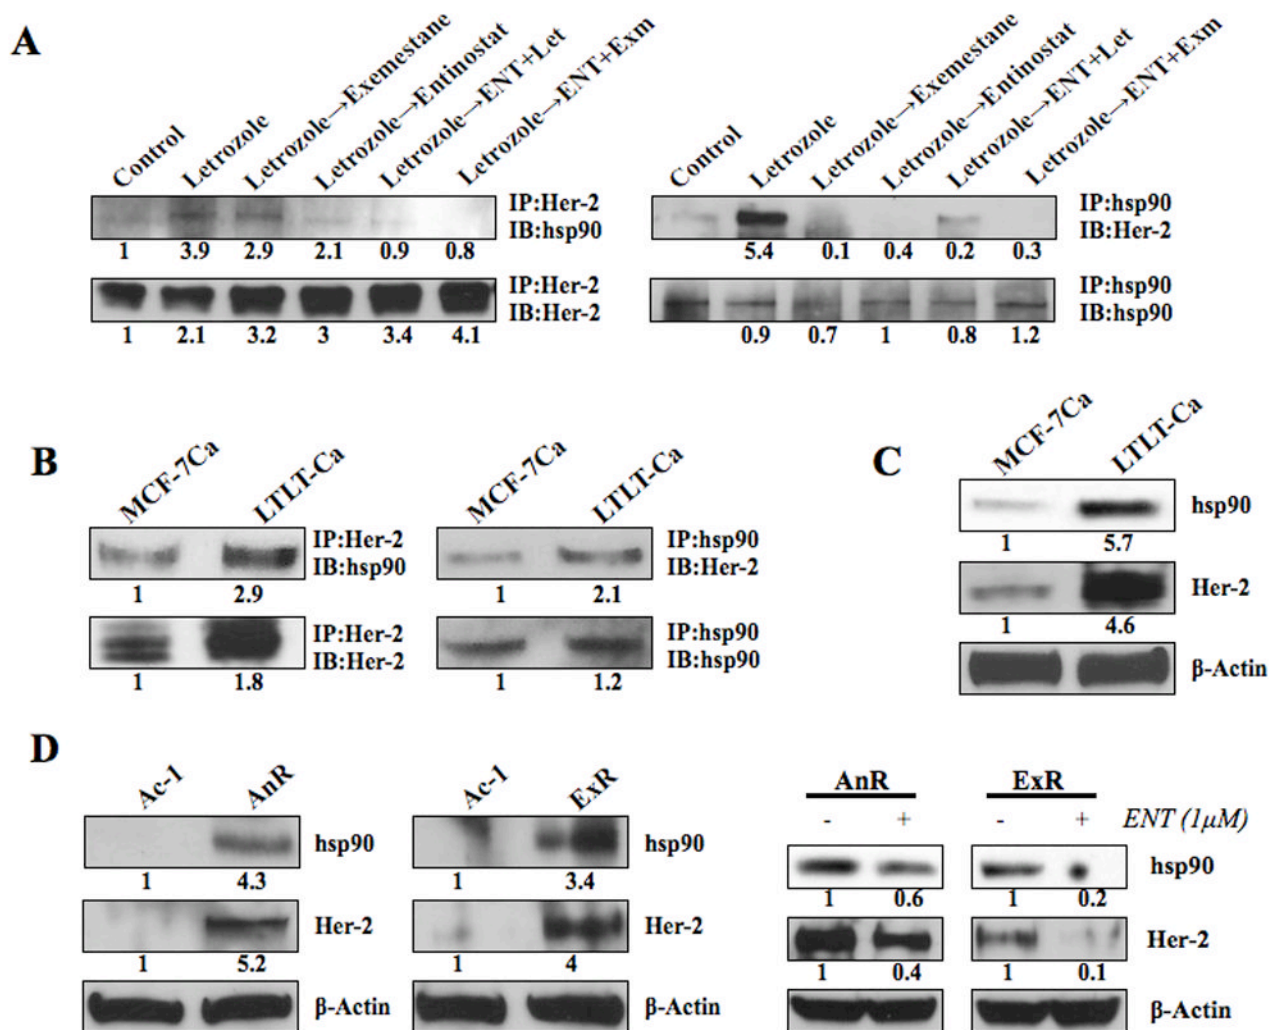 A
Control
Letrozole
Letrozole→Exemestane
Letrozole→Entinostat
Letrozole→ENT+Let
Letrozole→ENT+Exm
IP:Her-2
IB:hsp90
1 3.9 2.9 2.1 0.9 0.8
IP:Her-2
IB:Her-2
1 2.1 3.2 3 3.4 4.1
Control
Letrozole
Letrozole→Exemestane
Letrozole→Entinostat
Letrozole→ENT+Let
Letrozole→ENT+Exm
IP:hsp90
IB:Her-2
5.4 0.1 0.4 0.2 0.3
IP:hsp90
IB:hsp90
0.9 0.7 1 0.8 1.2
B
MCF-7Ca
LTLT-Ca
IP:Her-2
IB:hsp90
1 2.9
IP:Her-2
IB:Her-2
1 1.8
MCF-7Ca
LTLT-Ca
IP:hsp90
IB:Her-2
1 2.1
IP:hsp90
IB:hsp90
1 1.2
C
MCF-7Ca
LTLT-Ca
hsp90
1 5.7
Her-2
1 4.6
β-Actin
D
Ac-1
AnR
hsp90
1 4.3
Her-2
1 5.2
β-Actin
Ac-1
ExR
hsp90
1 3.4
Her-2
1 4
β-Actin
AnR ExR
- + - + ENT (1µM)
hsp90
1 0.6 1 0.2
Her-2
1 0.4 1 0.1
β-Actin